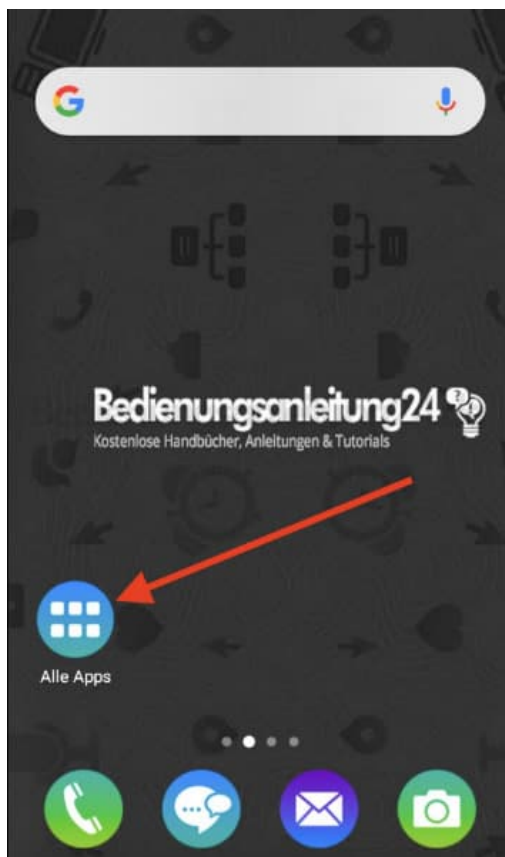 Bedienungsanleitung24
Kostenlose Handbücher, Anleitungen & Tutorials
Alle Apps